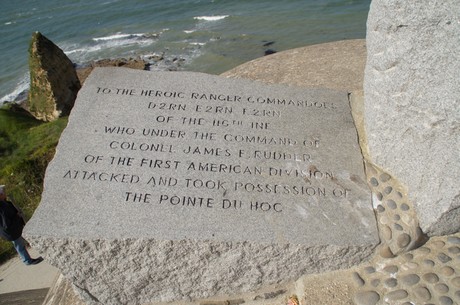 TO THE HEROIC RANGER COMMANDOES
D2RN E2RN F2RN
OF THE 116TH INF
WHO UNDER THE COMMAND OF
COLONEL JAMES E. RUDDER
OF THE FIRST AMERICAN DIVISION
ATTACKED AND TOOK POSSESSION OF
THE POINTE DU HOC